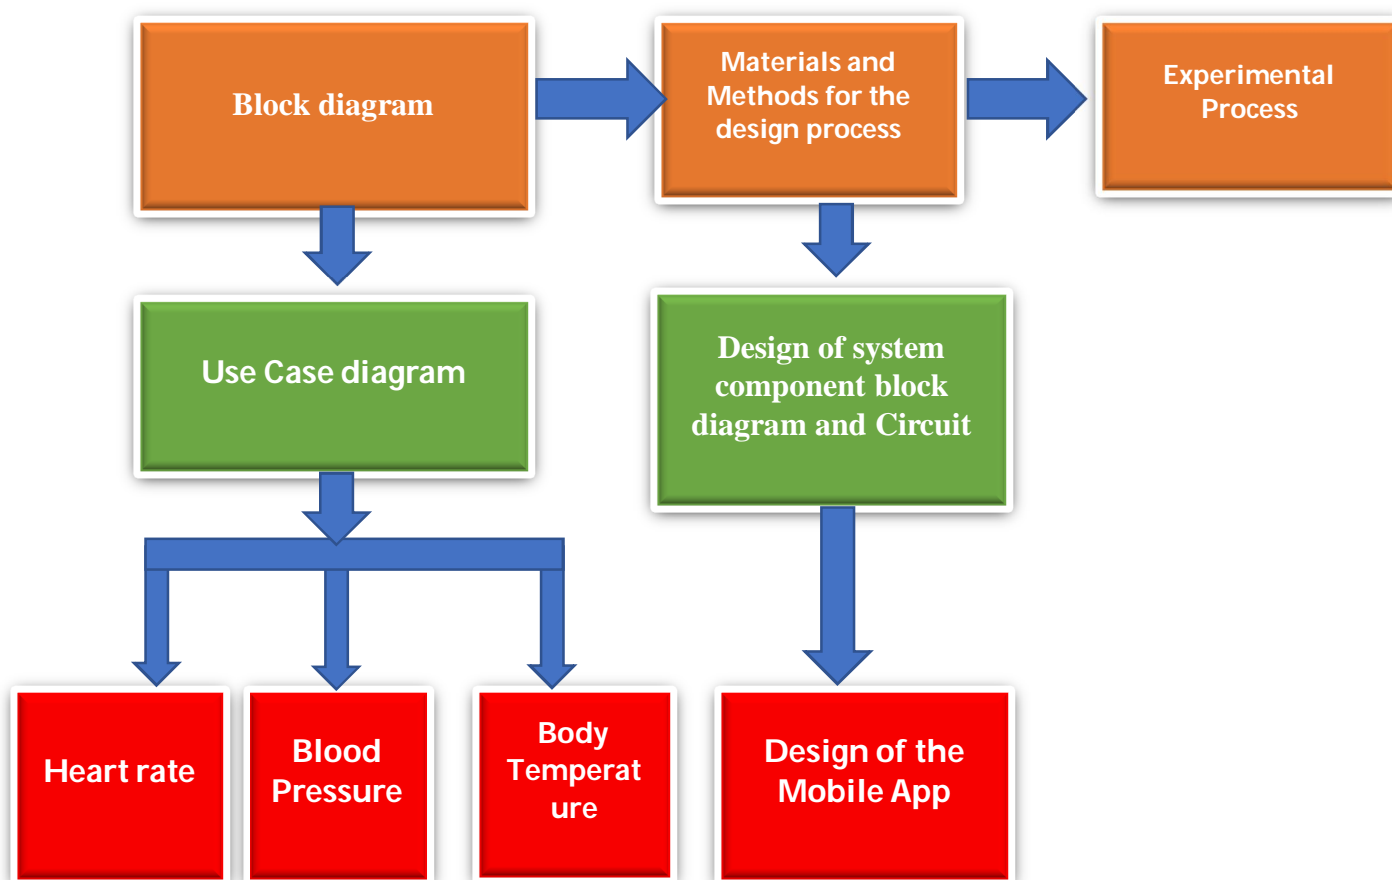 Block diagram
Materials and
Methods for the
design process
Experimental
Process
Use Case diagram
Design of system
component block
diagram and Circuit
Heart rate
Blood
Pressure
Body
Temperat
ure
Design of the
Mobile App